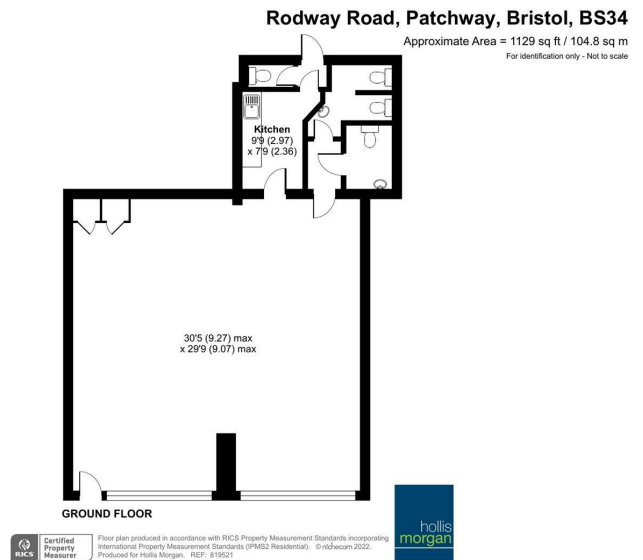 Rodway Road, Patchway, Bristol, BS34
Approximate Area = 1129 sq ft / 104.8 sq m
For identification only - Not to scale
Kitchen
9'9 (2.97)
x 7'9 (2.36)
30'5 (9.27) max
x 29'9 (9.07) max
GROUND FLOOR
hollis
morgan
RICS
Certified
Property
Measurer
Floor plan produced in accordance with RICS Property Measurement Standards incorporating
International Property Measurement Standards (IPMS2 Residential). © nichecom 2022.
Produced for Hollis Morgan. REF: 819521